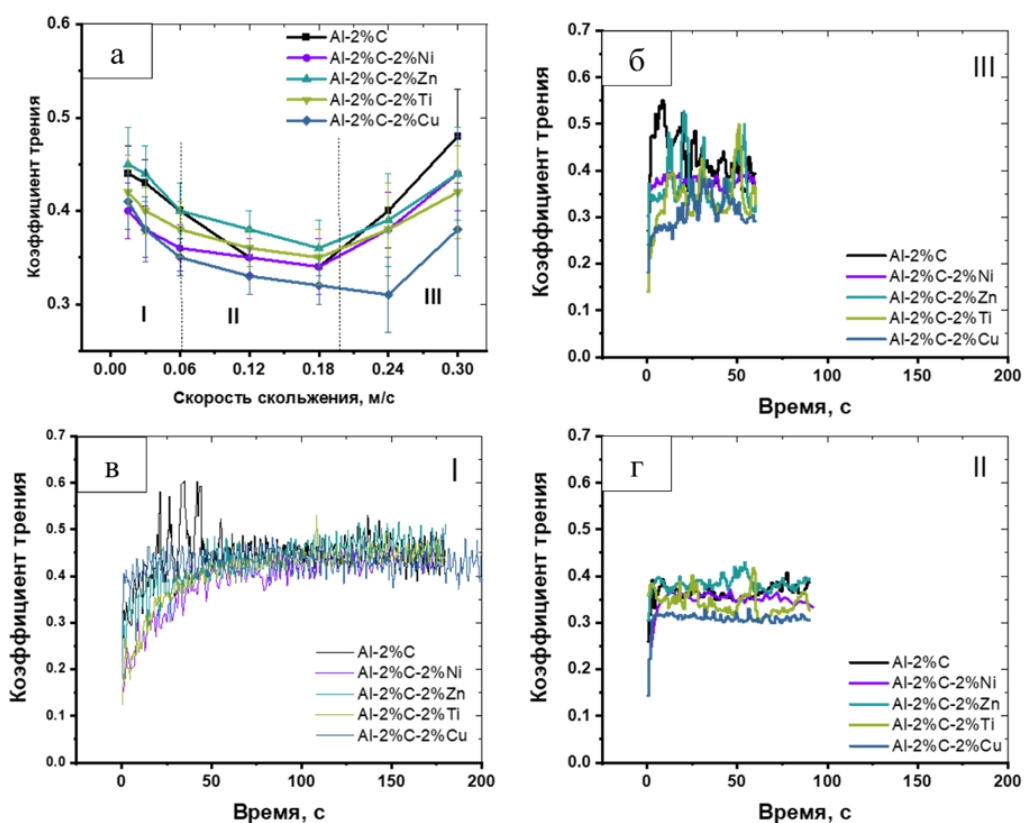 а
Коэффициент трения
0.6
0.5
0.4
0.3
Al-2%C
Al-2%C-2%Ni
Al-2%C-2%Zn
Al-2%C-2%Ti
Al-2%C-2%Cu
I
II
III
0.00 0.06 0.12 0.18 0.24 0.30
Скорость скольжения, м/с
б
III
Коэффициент трения
0.7
0.6
0.5
0.4
0.3
0.2
0.1
0.0
Al-2%C
Al-2%C-2%Ni
Al-2%C-2%Zn
Al-2%C-2%Ti
Al-2%C-2%Cu
0 50 100 150 200
Время, с
в
I
Коэффициент трения
0.7
0.6
0.5
0.4
0.3
0.2
0.1
0.0
Al-2%C
Al-2%C-2%Ni
Al-2%C-2%Zn
Al-2%C-2%Ti
Al-2%C-2%Cu
0 50 100 150 200
Время, с
г
II
Коэффициент трения
0.7
0.6
0.5
0.4
0.3
0.2
0.1
0.0
Al-2%C
Al-2%C-2%Ni
Al-2%C-2%Zn
Al-2%C-2%Ti
Al-2%C-2%Cu
0 50 100 150 200
Время, с